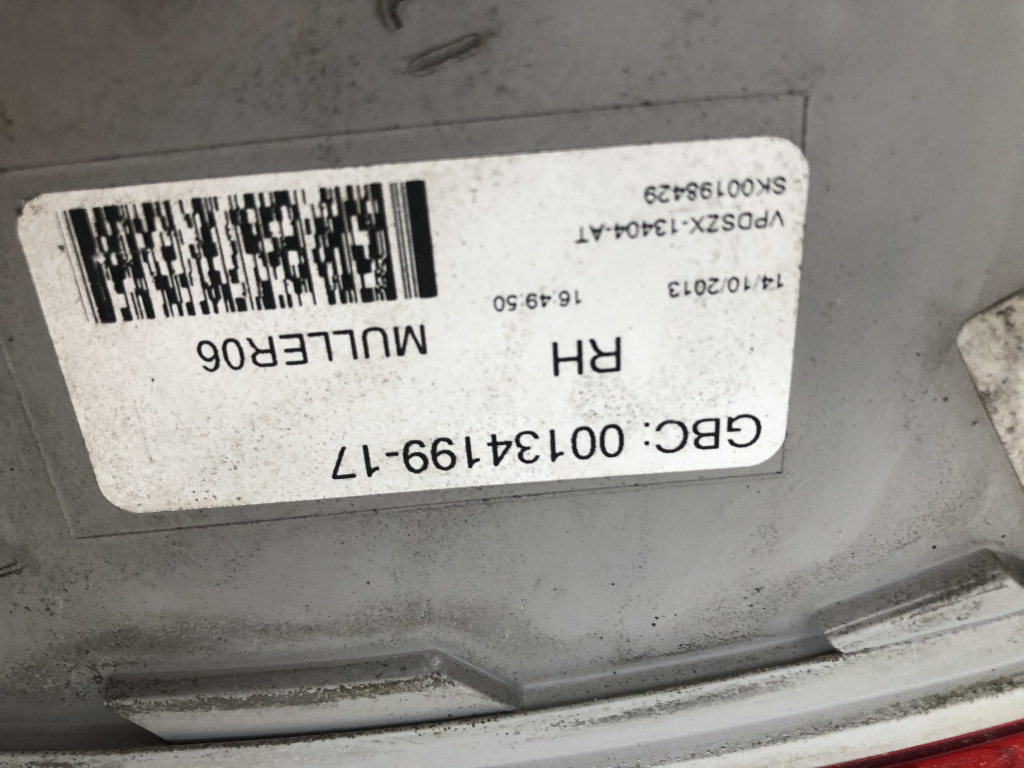 GBC: 00134199-17
RH MULLER06
14/10/2013 16:49:50
VPDSZX-13404-AT
SK00198429